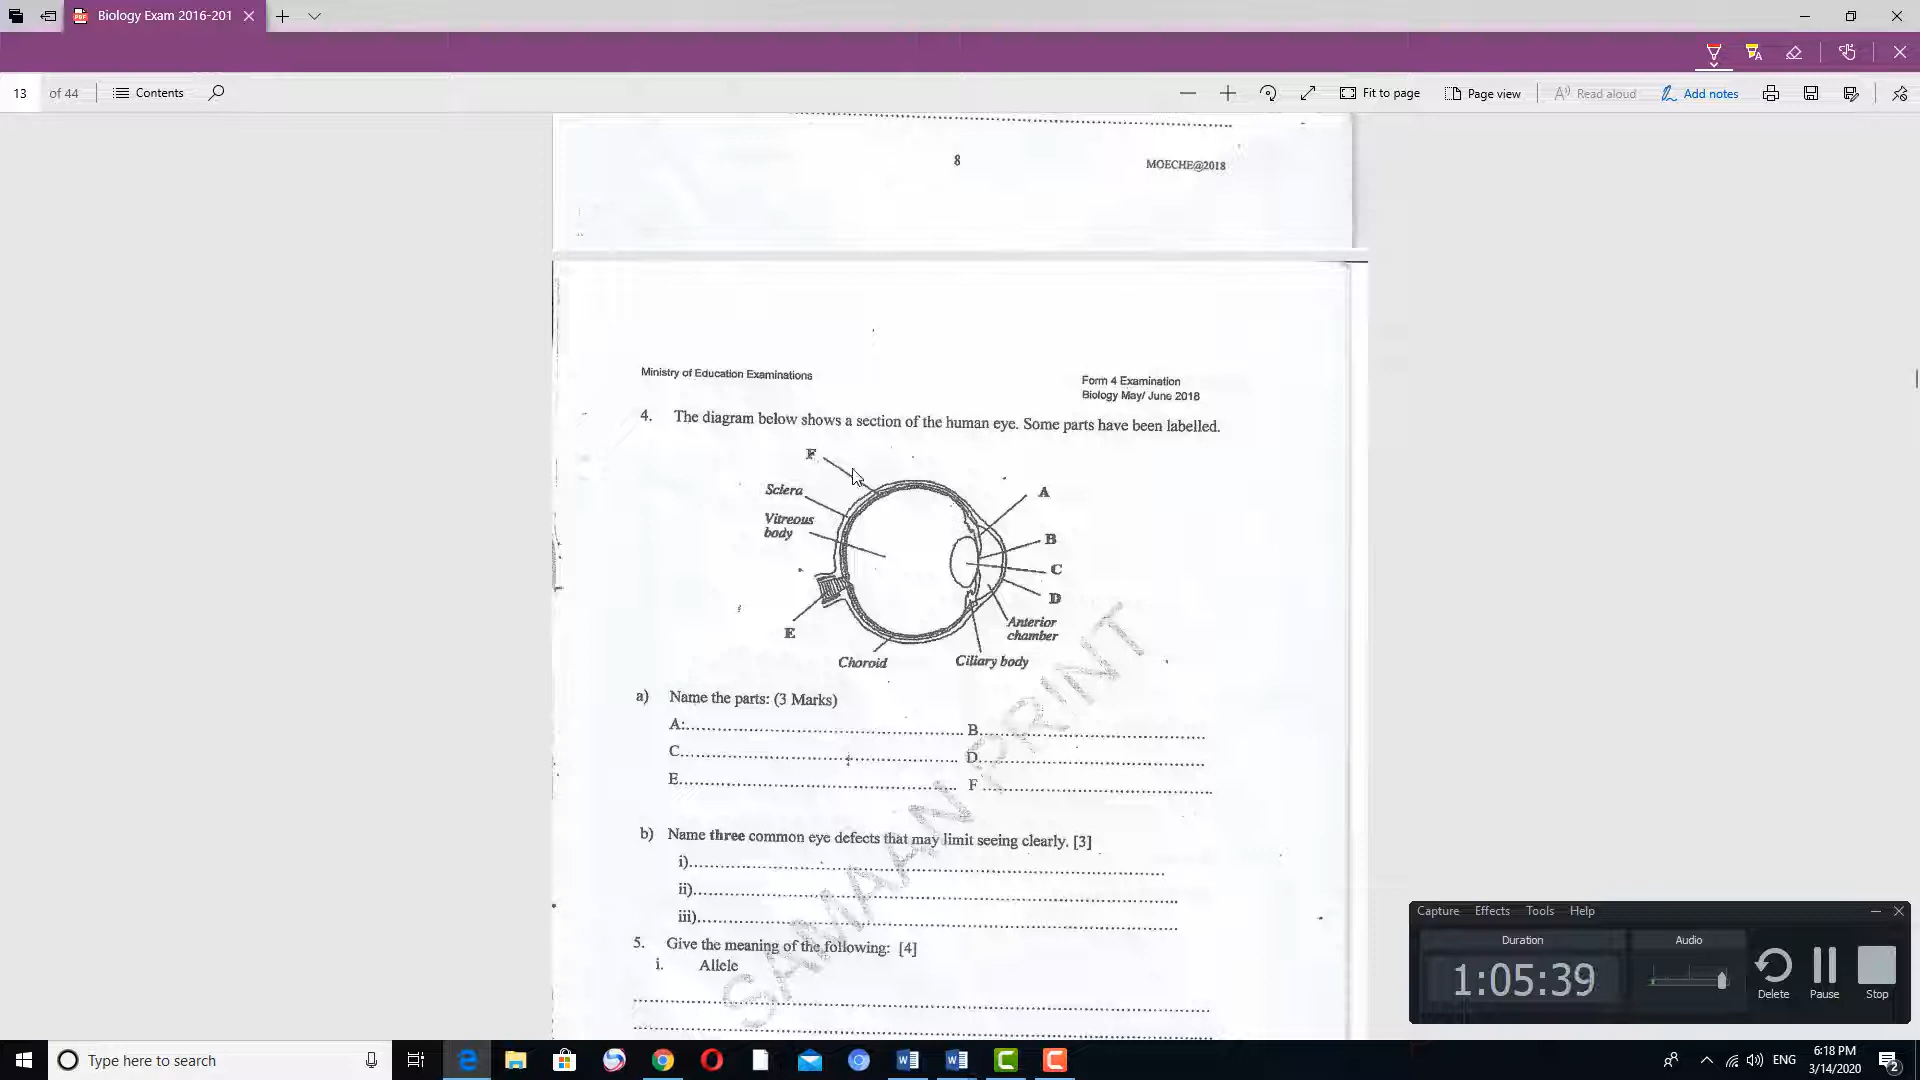 Biology Exam 2016-201
13 of 44 Contents
Fit to page Page view Read aloud Add notes
8
MOECHE@2018
Ministry of Education Examinations
Form 4 Examination
Biology May/ June 2018
4. The diagram below shows a section of the human eye. Some parts have been labelled.
F
Sclera
Vitreous
body
A
B
C
D
Anterior
chamber
E
Choroid
Ciliary body
a) Name the parts: (3 Marks)
A:........................ B........................
C........................ D........................
E........................ F........................
b) Name three common eye defects that may limit seeing clearly. [3]
i)........................
ii)........................
iii)........................
5. Give the meaning of the following: [4]
i. Allele
SAMAAN PRINT
Capture Effects Tools Help
Duration
Audio
1:05:39
Delete Pause Stop
Type here to search
ENG
6:18 PM
3/14/2020
2